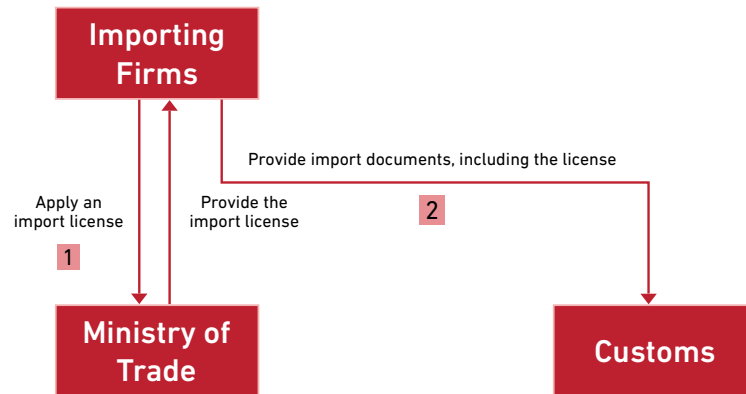 Importing
Firms
Provide import documents, including the license
Apply an
import license
Provide the
import license
2
1
Ministry of
Trade
Customs